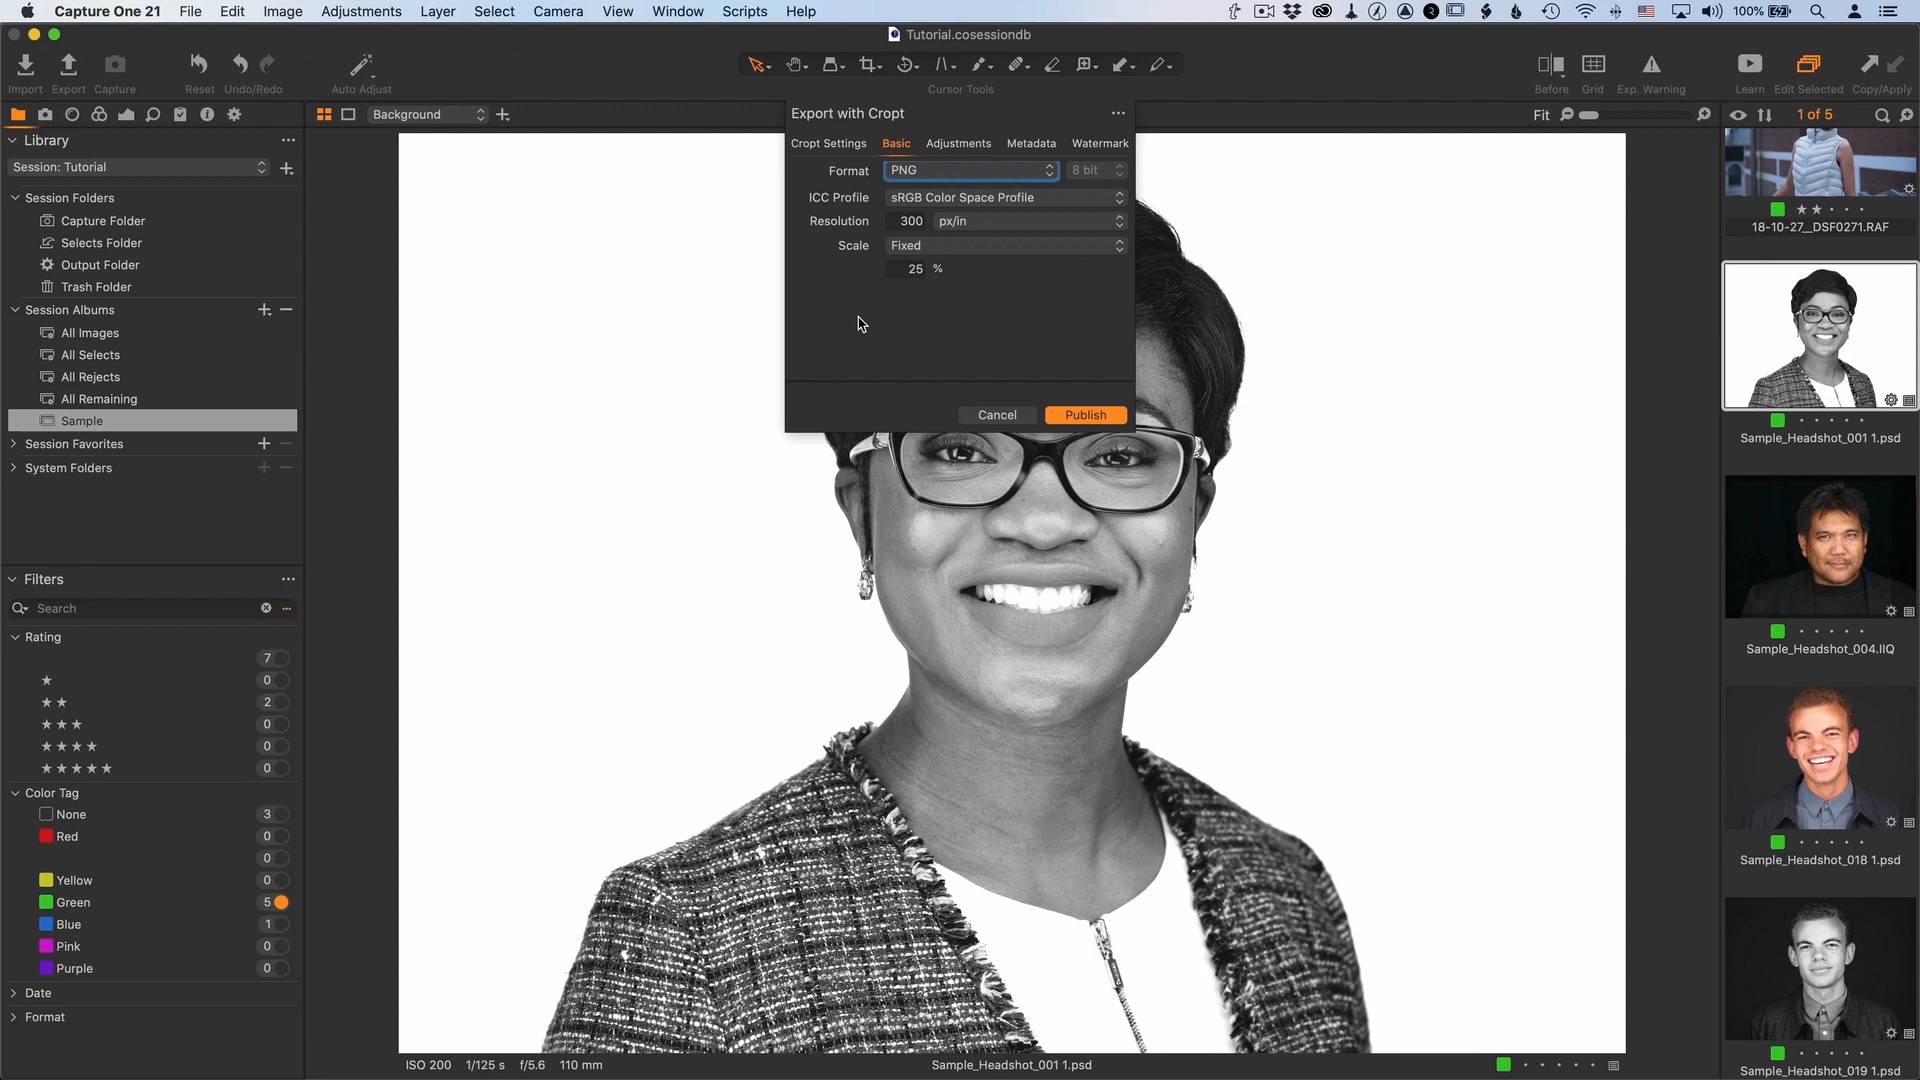 Capture One 21 File Edit Image Adjustments Layer Select Camera View Window Scripts Help 100%
Tutorial.cosessiondb
Import Export Capture Reset Undo/Redo Auto Adjust Cursor Tools Before Grid Exp. Warning Learn Edit Selected Copy/Apply
Background
Fit
1 of 5
Library
Session: Tutorial
Session Folders
Capture Folder
Selects Folder
Output Folder
Trash Folder
Session Albums
All Images
All Selects
All Rejects
All Remaining
Sample
Session Favorites
System Folders
Filters
Search
Rating
7
0
2
0
0
0
Color Tag
None 3
Red 0
0
Yellow 0
Green 5
Blue 1
Pink 0
Purple 0
Date
Format
Export with Cropt
Cropt Settings Basic Adjustments Metadata Watermark
Format PNG 8 bit
ICC Profile sRGB Color Space Profile
Resolution 300 px/in
Scale Fixed
25 %
Cancel Publish
ISO 200 1/125 s f/5.6 110 mm
Sample_Headshot_001 1.psd
18-10-27__DSF0271.RAF
Sample_Headshot_001 1.psd
Sample_Headshot_004.IIQ
Sample_Headshot_018 1.psd
Sample_Headshot_019 1.psd